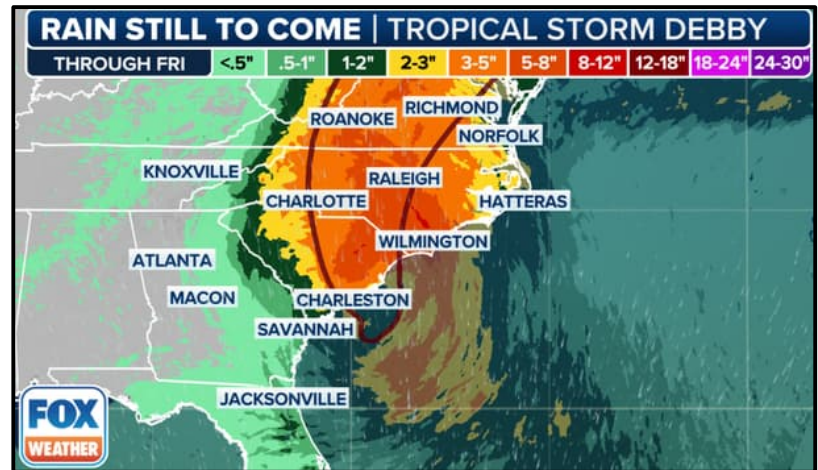 RAIN STILL TO COME | TROPICAL STORM DEBBY
THROUGH FRI <.5" .5-1" 1-2" 2-3" 3-5" 5-8" 8-12" 12-18" 18-24" 24-30"
RICHMOND
ROANOKE
NORFOLK
KNOXVILLE
RALEIGH
CHARLOTTE
HATTERAS
WILMINGTON
ATLANTA
MACON
CHARLESTON
SAVANNAH
JACKSONVILLE
FOX
WEATHER